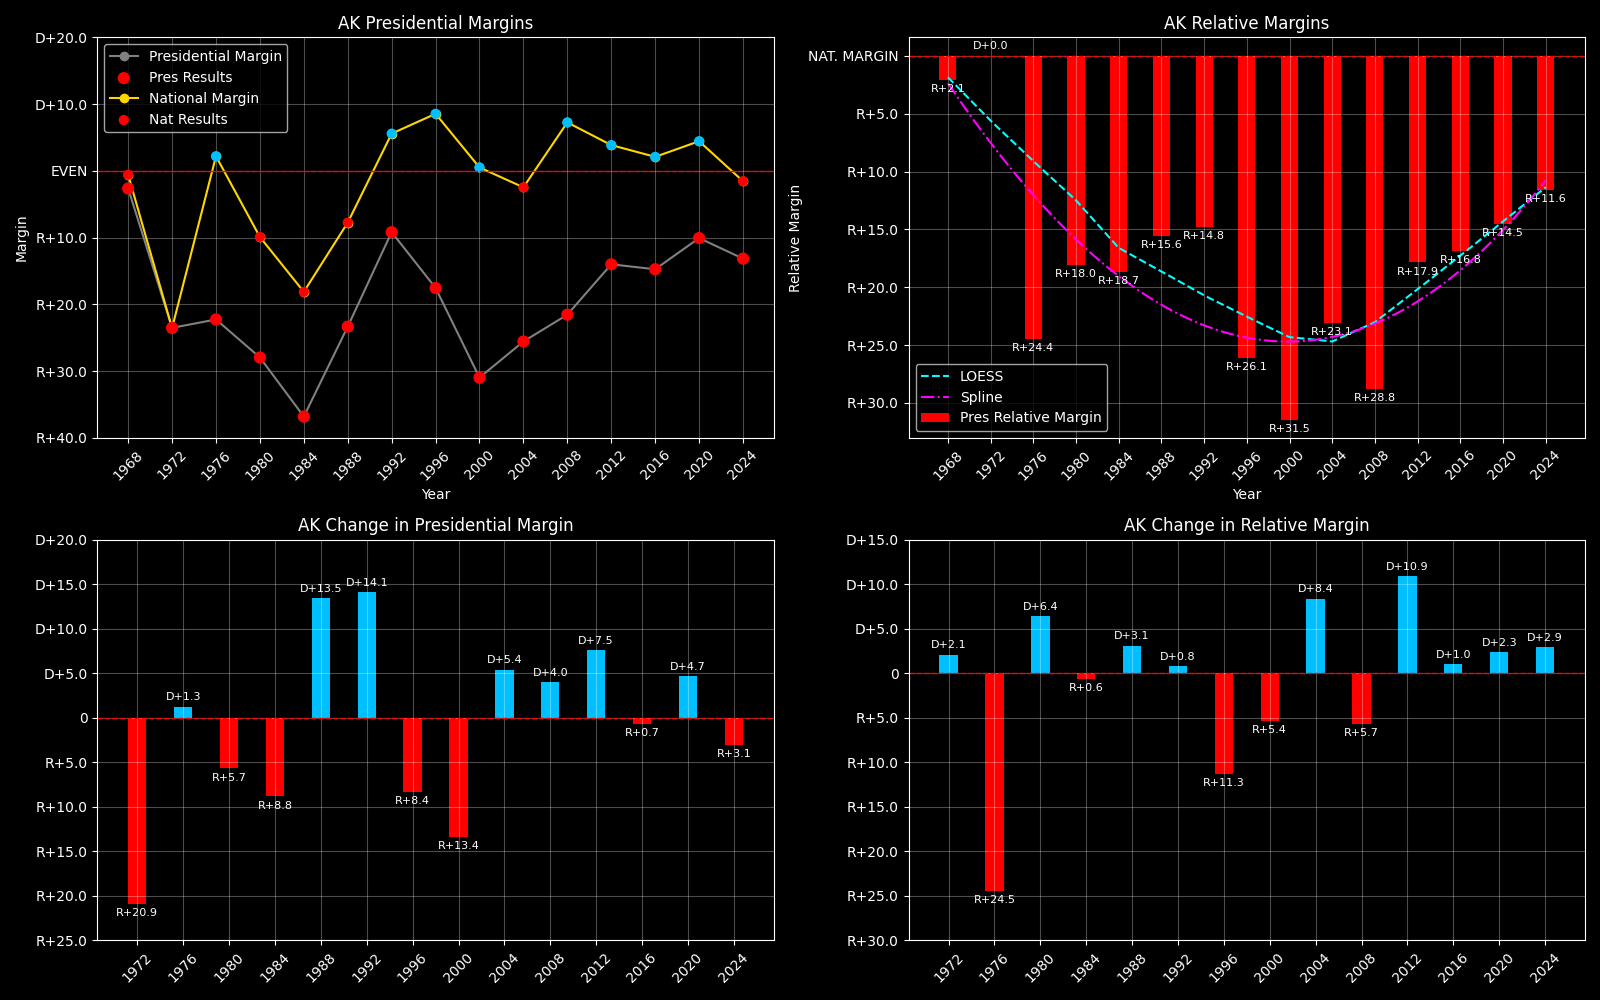 AK Presidential Margins
D+20.0
D+10.0
EVEN
R+10.0
R+20.0
R+30.0
R+40.0
Margin
Presidential Margin
Pres Results
National Margin
Nat Results
1968
1972
1976
1980
1984
1988
1992
1996
2000
2004
2008
2012
2016
2020
2024
Year
AK Relative Margins
NAT. MARGIN
R+5.0
R+10.0
R+15.0
R+20.0
R+25.0
R+30.0
Relative Margin
R+2.1
D+0.0
R+24.4
R+18.0
R+18.7
R+15.6
R+14.8
R+26.1
R+31.5
R+23.1
R+28.8
R+17.9
R+16.8
R+14.5
R+11.6
LOESS
Spline
Pres Relative Margin
1968
1972
1976
1980
1984
1988
1992
1996
2000
2004
2008
2012
2016
2020
2024
Year
AK Change in Presidential Margin
D+20.0
D+15.0
D+10.0
D+5.0
0
R+5.0
R+10.0
R+15.0
R+20.0
R+25.0
R+20.9
D+1.3
R+5.7
R+8.8
D+13.5
D+14.1
R+8.4
R+13.4
D+5.4
D+4.0
D+7.5
R+0.7
D+4.7
R+3.1
1972
1976
1980
1984
1988
1992
1996
2000
2004
2008
2012
2016
2020
2024
AK Change in Relative Margin
D+15.0
D+10.0
D+5.0
0
R+5.0
R+10.0
R+15.0
R+20.0
R+25.0
R+30.0
D+2.1
R+24.5
D+6.4
R+0.6
D+3.1
D+0.8
R+11.3
R+5.4
D+8.4
R+5.7
D+10.9
D+1.0
D+2.3
D+2.9
1972
1976
1980
1984
1988
1992
1996
2000
2004
2008
2012
2016
2020
2024